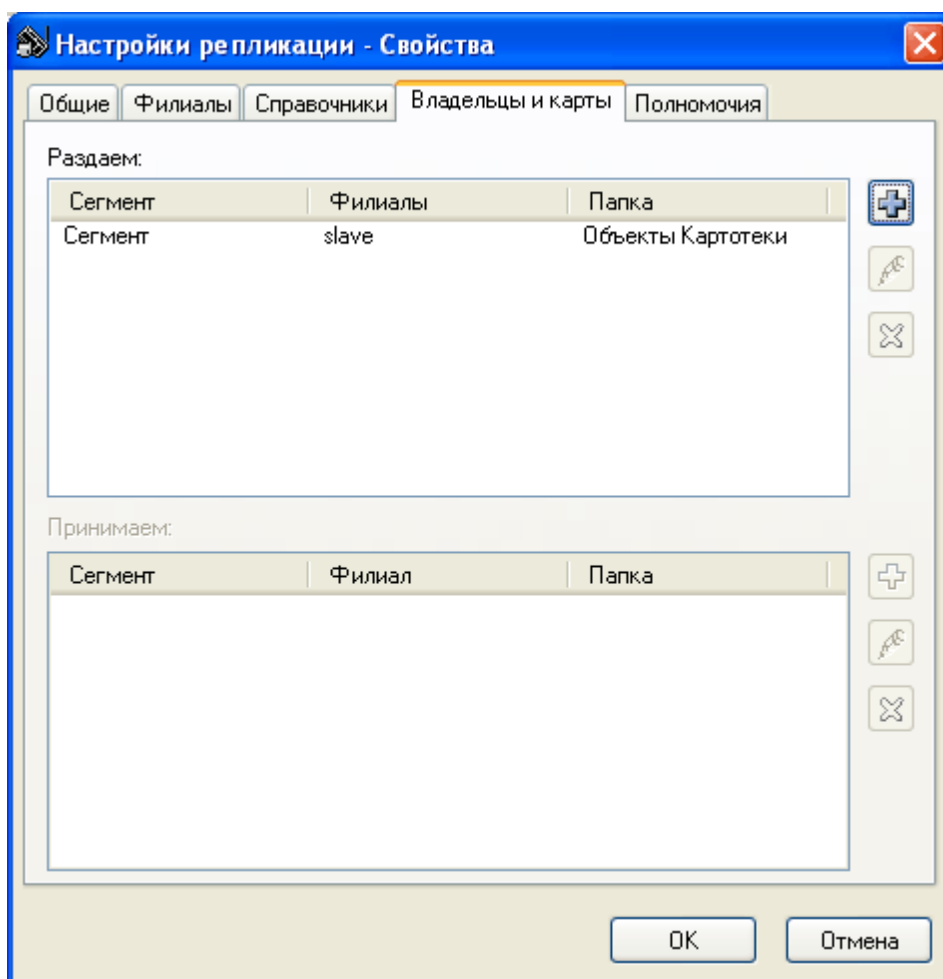 Настройки репликации - Свойства
Общие Филиалы Справочники Владельцы и карты Полномочия
Раздаем:
Сегмент Филиалы Папка
Сегмент slave Объекты Картотеки
Принимаем:
Сегмент Филиал Папка
OK Отмена